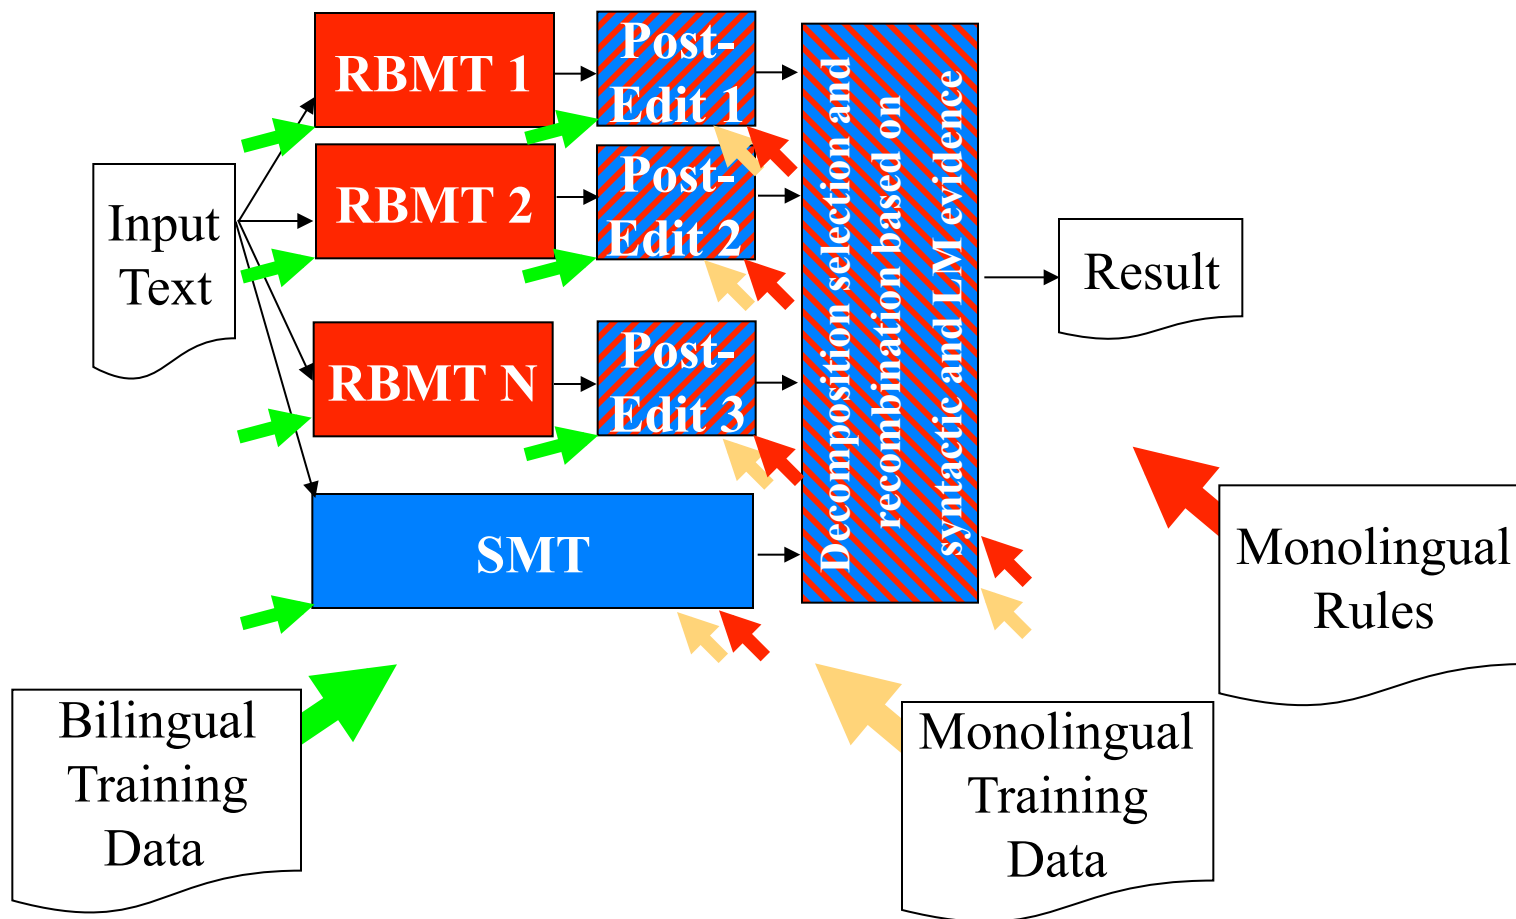 RBMT 1
Post-
Edit 1
RBMT 2
Post-
Edit 2
Input
Text
RBMT N
Post-
Edit 3
SMT
Decomposition selection and
recombination based on
syntactic and LM evidence
Result
Monolingual
Rules
Bilingual
Training
Data
Monolingual
Training
Data